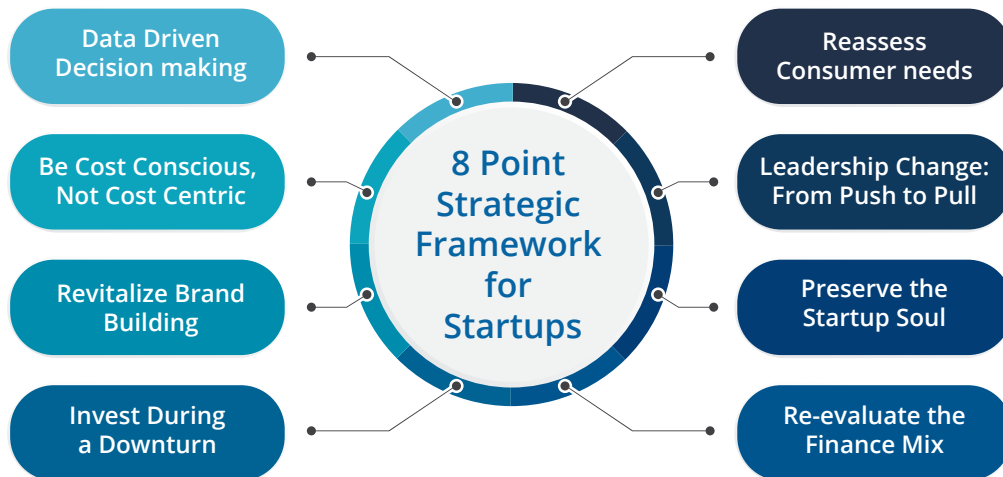 Data Driven
Decision making
Be Cost Conscious,
Not Cost Centric
Revitalize Brand
Building
Invest During
a Downturn
8 Point
Strategic
Framework
for
Startups
Reassess
Consumer needs
Leadership Change:
From Push to Pull
Preserve the
Startup Soul
Re-evaluate the
Finance Mix